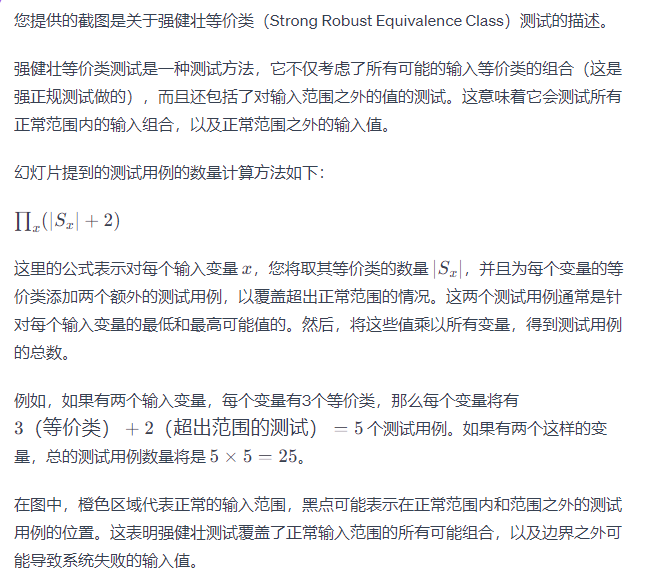 您提供的截图是关于强健壮等价类（Strong Robust Equivalence Class）测试的描述。
强健壮等价类测试是一种测试方法，它不仅考虑了所有可能的输入等价类的组合（这是
强正规测试做的），而且还包括了对输入范围之外的值的测试。这意味着它会测试所有
正常范围内的输入组合，以及正常范围之外的输入值。
幻灯片提到的测试用例的数量计算方法如下：
∏ₓ(|Sₓ| + 2)
这里的公式表示对每个输入变量 x，您将取其等价类的数量 |Sₓ|，并且为每个变量的等
价类添加两个额外的测试用例，以覆盖超出正常范围的情况。这两个测试用例通常是针
对每个输入变量的最低和最高可能值的。然后，将这些值乘以所有变量，得到测试用例
的总数。
例如，如果有两个输入变量，每个变量有3个等价类，那么每个变量将有
3（等价类） + 2（超出范围的测试） = 5 个测试用例。如果有两个这样的变
量，总的测试用例数量将是 5 × 5 = 25。
在图中，橙色区域代表正常的输入范围，黑点可能表示在正常范围内和范围之外的测试
用例的位置。这表明强健壮测试覆盖了正常输入范围的所有可能组合，以及边界之外可
能导致系统失败的输入值。